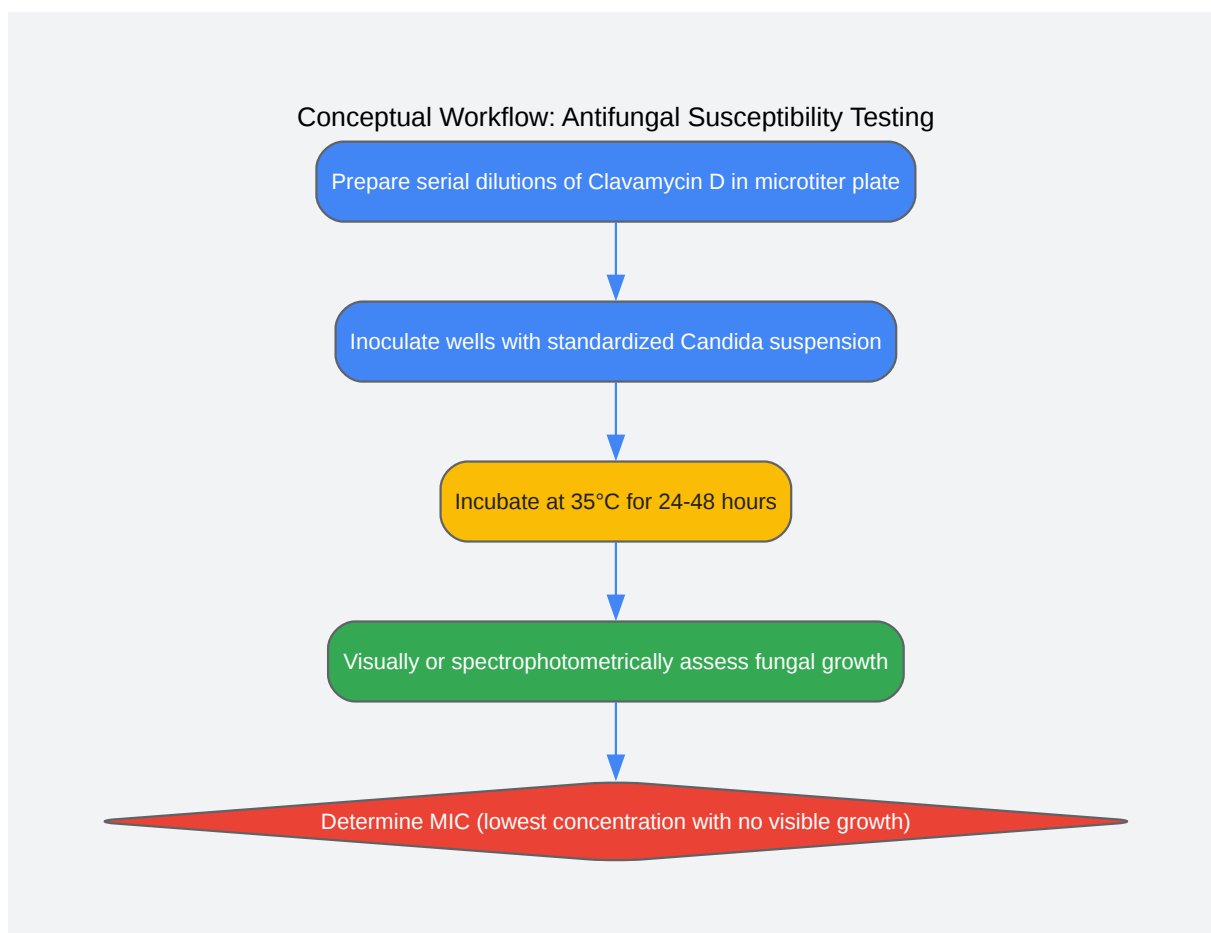 Conceptual Workflow: Antifungal Susceptibility Testing
Prepare serial dilutions of Clavamycin D in microtiter plate
Inoculate wells with standardized Candida suspension
Incubate at 35°C for 24-48 hours
Visually or spectrophotometrically assess fungal growth
Determine MIC (lowest concentration with no visible growth)